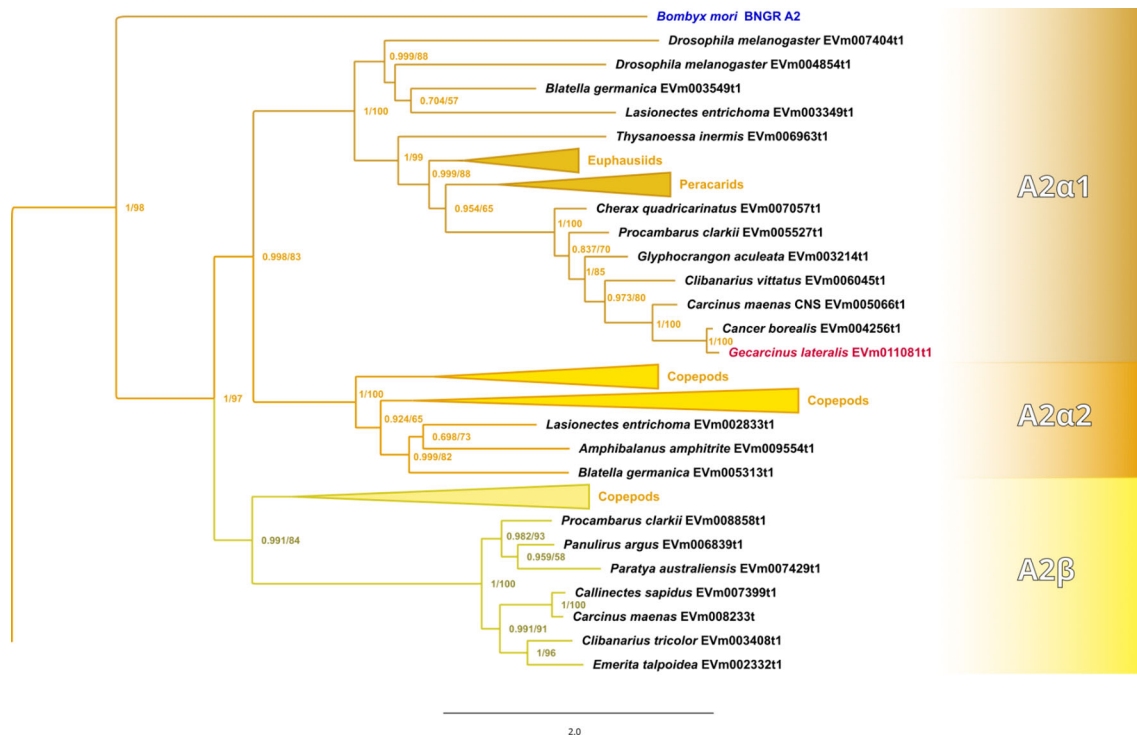 Bombyx mori BNGR A2
Drosophila melanogaster EVm007404t1
0.999/88
Drosophila melanogaster EVm004854t1
Blatella germanica EVm003549t1
0.704/57
1/100
Lasionectes entrichoma EVm003349t1
Thysanoessa inermis EVm006963t1
1/99
Euphausiids
0.999/88
Peracarids
A2α1
1/98
0.954/65
Cherax quadricarinatus EVm007057t1
1/100
Procambarus clarkii EVm005527t1
0.837/70
0.998/83
Glyphocrangon aculeata EVm003214t1
1/85
Clibanarius vittatus EVm006045t1
0.973/80
Carcinus maenas CNS EVm005066t1
1/100
Cancer borealis EVm004256t1
1/100
Gecarcinus lateralis EVm011081t1
Copepods
1/100
1/97
Copepods
A2α2
0.924/65
Lasionectes entrichoma EVm002833t1
0.698/73
Amphibalanus amphitrite EVm009554t1
0.999/82
Blatella germanica EVm005313t1
Copepods
Procambarus clarkii EVm008858t1
0.982/93
0.991/84
Panulirus argus EVm006839t1
0.959/58
Paratya australiensis EVm007429t1
A2β
1/100
Callinectes sapidus EVm007399t1
1/100
Carcinus maenas EVm008233t
0.991/91
Clibanarius tricolor EVm003408t1
1/96
Emerita talpoidea EVm002332t1
2.0